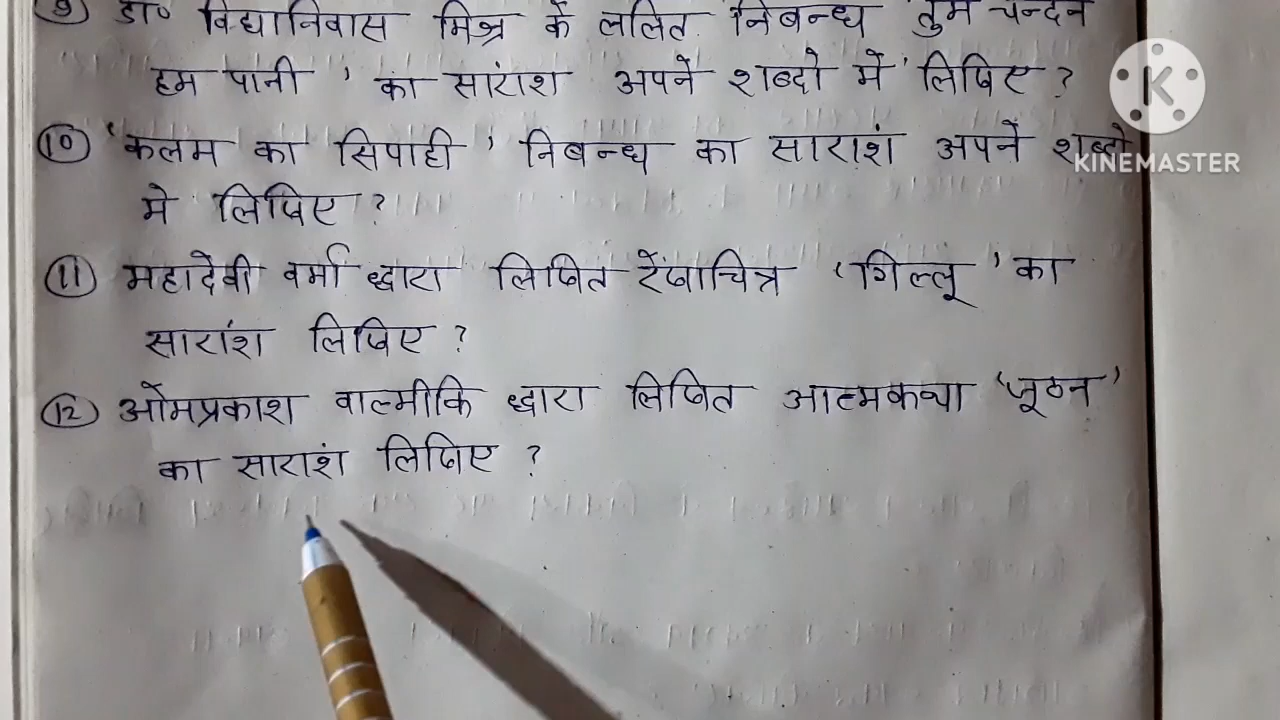 9 डा० विद्यानिवास मिश्र के ललित निबन्ध तुम चन्दन
हम पानी ' का सारांश अपने शब्दो में लिखिए ?
10 'कलम का सिपाही ' निबन्ध का साराशं अपने शब्दो
मे लिखिए ?
11 महादेवी वर्मा द्धारा लिखित रेंखाचित्र 'गिल्लू' का
सारांश लिखिए ?
12 ओमप्रकाश वाल्मीकि द्धारा लिखित आत्मकथा 'जूठन'
का साराशं लिखिए ?
K
KINEMASTER